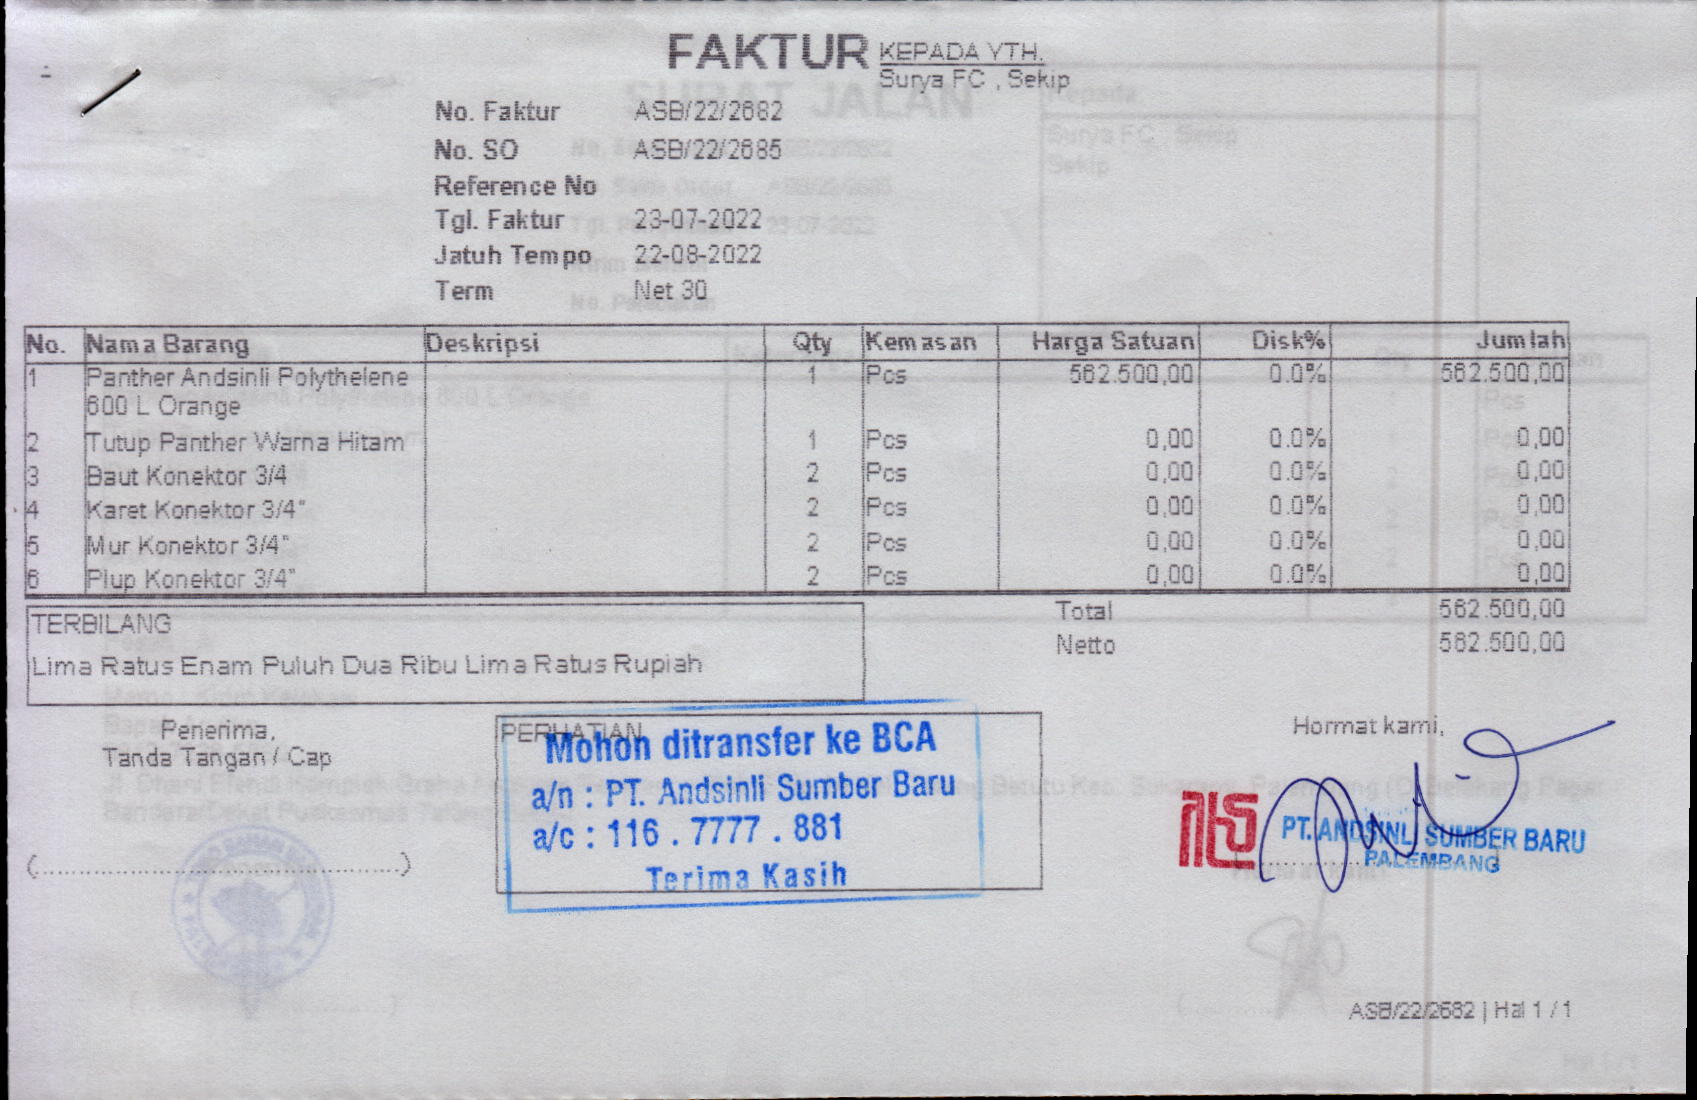 FAKTUR
KEPADA YTH.
Surya FC , Sekip
No. Faktur ASB/22/2682
No. SO ASB/22/2685
Reference No
Tgl. Faktur 23-07-2022
Jatuh Tempo 22-08-2022
Term Net 30
No. Nama Barang Deskripsi Qty Kemasan Harga Satuan Disk% Jumlah
1 Panther Andsinli Polythelene 1 Pcs 562.500,00 0.0% 562.500,00
600 L Orange
2 Tutup Panther Warna Hitam 1 Pcs 0,00 0.0% 0,00
3 Baut Konektor 3/4 2 Pcs 0,00 0.0% 0,00
4 Karet Konektor 3/4" 2 Pcs 0,00 0.0% 0,00
5 Mur Konektor 3/4" 2 Pcs 0,00 0.0% 0,00
6 Plup Konektor 3/4" 2 Pcs 0,00 0.0% 0,00
Total 562.500,00
Netto 562.500,00
TERBILANG
Lima Ratus Enam Puluh Dua Ribu Lima Ratus Rupiah
Penerima,
Tanda Tangan / Cap
(........................................)
PERHATIAN
Mohon ditransfer ke BCA
a/n : PT. Andsinli Sumber Baru
a/c : 116 . 7777 . 881
Terima Kasih
Hormat kami,
PT. ANDSINLI SUMBER BARU
PALEMBANG
ASB/22/2682 | Hal 1 / 1
SURAT JALAN
Kepada
Surya FC , Sekip
Sekip